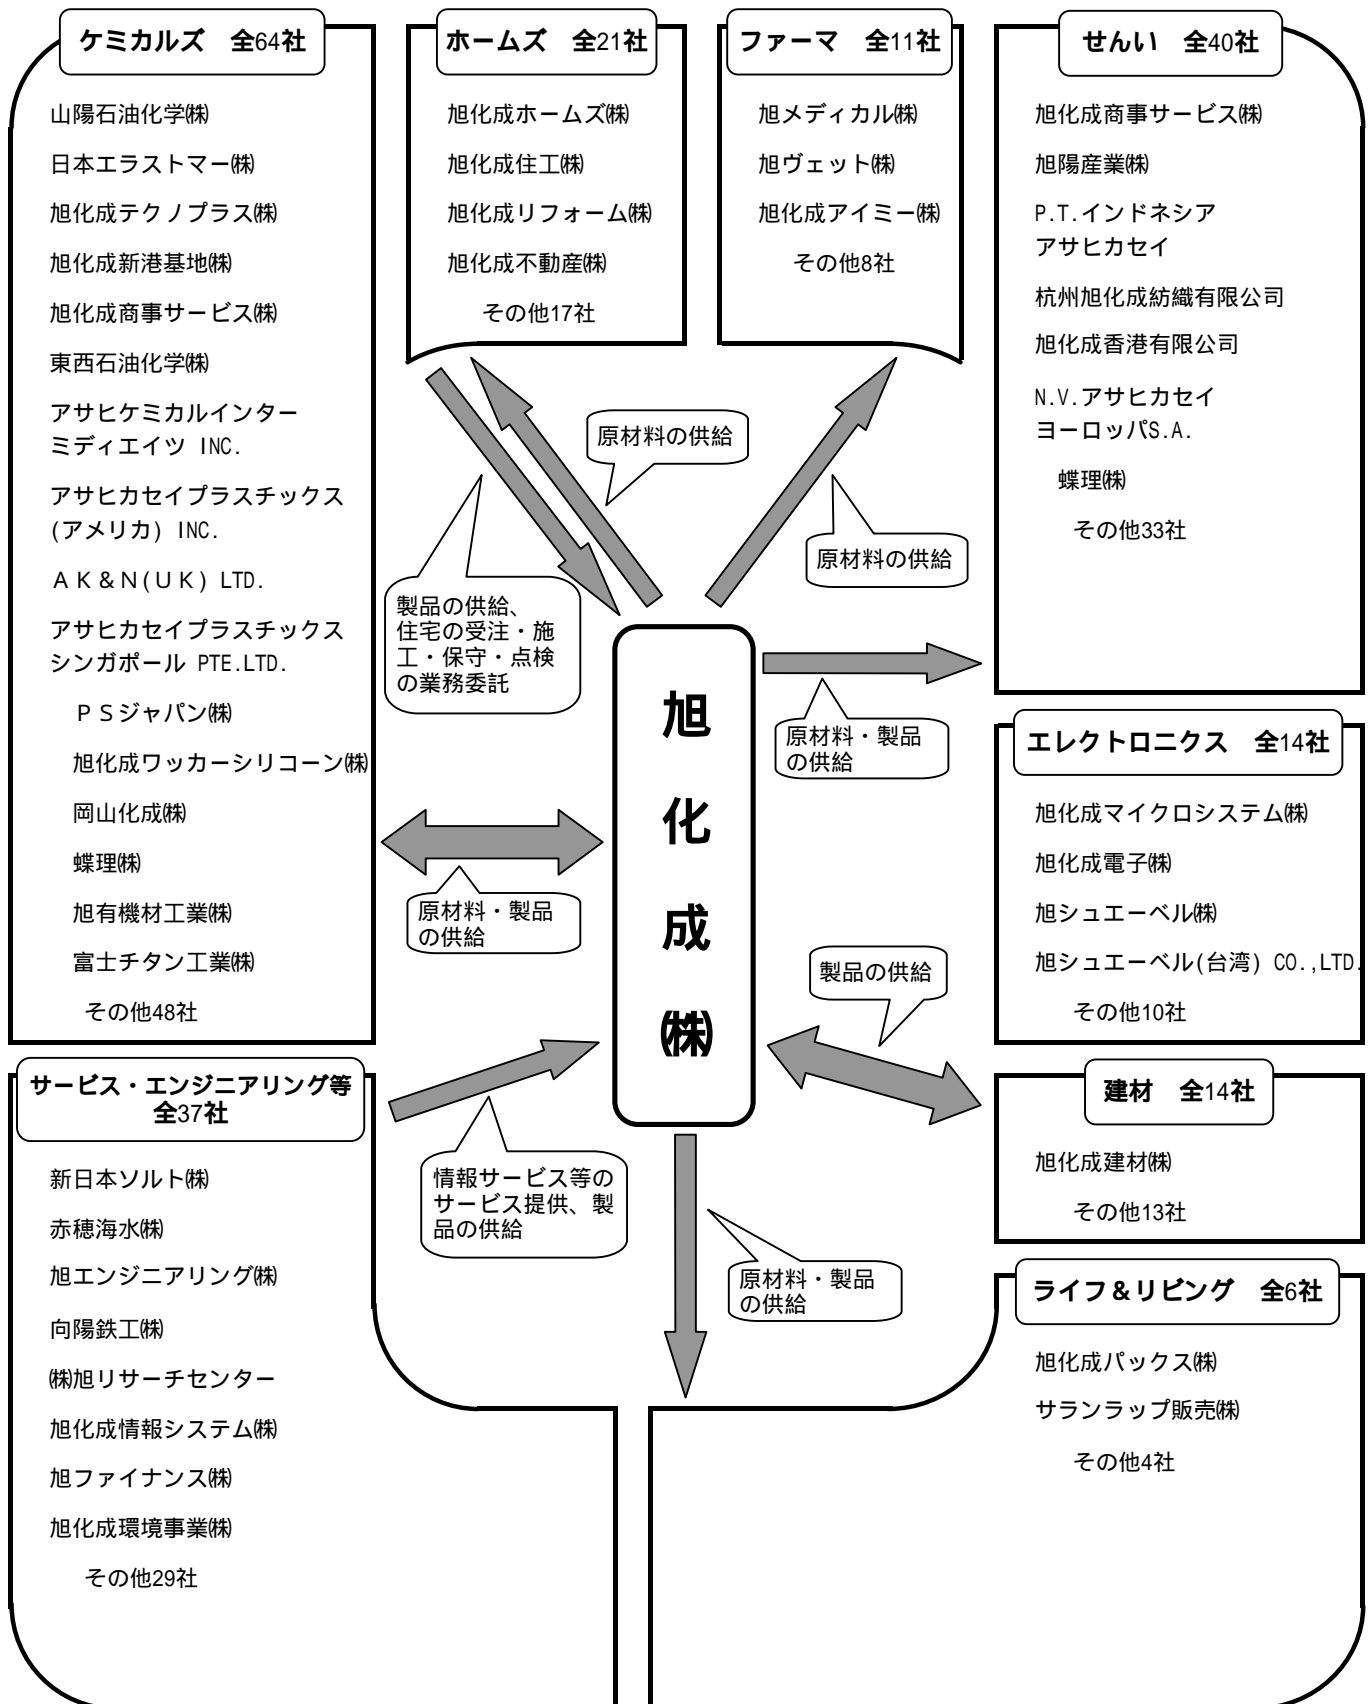 ケミカルズ　全64社
山陽石油化学㈱
日本エラストマー㈱
旭化成テクノプラス㈱
旭化成新港基地㈱
旭化成商事サービス㈱
東西石油化学㈱
アサヒケミカルインター
ミディエイツ INC.
アサヒカセイプラスチックス
(アメリカ) INC.
ＡＫ＆Ｎ(ＵＫ) LTD.
アサヒカセイプラスチックス
シンガポール PTE.LTD.
ＰＳジャパン㈱
旭化成ワッカーシリコーン㈱
岡山化成㈱
蝶理㈱
旭有機材工業㈱
富士チタン工業㈱
その他48社
ホームズ　全21社
旭化成ホームズ㈱
旭化成住工㈱
旭化成リフォーム㈱
旭化成不動産㈱
その他17社
ファーマ　全11社
旭メディカル㈱
旭ヴェット㈱
旭化成アイミー㈱
その他8社
せんい　全40社
旭化成商事サービス㈱
旭陽産業㈱
P.T.インドネシア
アサヒカセイ
杭州旭化成紡織有限公司
旭化成香港有限公司
N.V.アサヒカセイ
ヨーロッパS.A.
蝶理㈱
その他33社
原材料の供給
原材料の供給
製品の供給、
住宅の受注・施
工・保守・点検
の業務委託
原材料・製品
の供給
旭化成㈱
原材料・製品
の供給
エレクトロニクス　全14社
旭化成マイクロシステム㈱
旭化成電子㈱
旭シュエーベル㈱
旭シュエーベル(台湾) CO.,LTD.
その他10社
製品の供給
建材　全14社
旭化成建材㈱
その他13社
サービス・エンジニアリング等
全37社
新日本ソルト㈱
赤穂海水㈱
旭エンジニアリング㈱
向陽鉄工㈱
㈱旭リサーチセンター
旭化成情報システム㈱
旭ファイナンス㈱
旭化成環境事業㈱
その他29社
情報サービス等の
サービス提供、製
品の供給
原材料・製品
の供給
ライフ＆リビング　全6社
旭化成パックス㈱
サランラップ販売㈱
その他4社